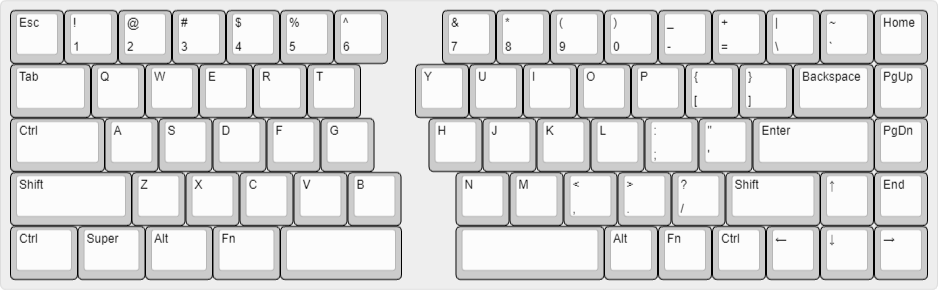 Esc ! @ # $ % ^ & * ( ) _ + | ~ Home
1 2 3 4 5 6 7 8 9 0 - = \ `
Tab Q W E R T Y U I O P { } Backspace PgUp
[ ]
Ctrl A S D F G H J K L : " Enter PgDn
; '
Shift Z X C V B N M < > ? Shift ↑ End
, . /
Ctrl Super Alt Fn Alt Fn Ctrl ← ↓ →